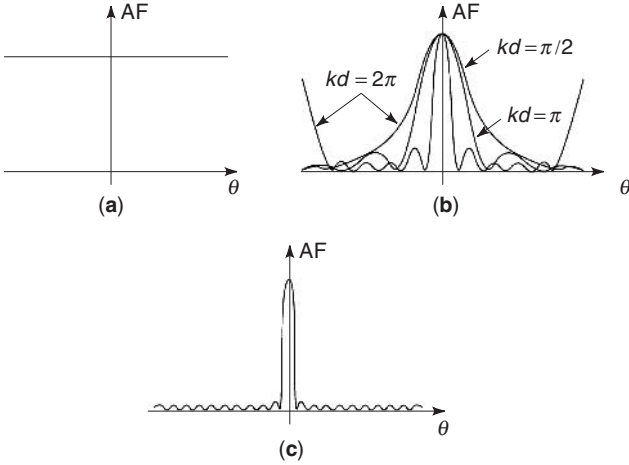 AF
θ
(a)
AF
kd = π/2
kd = 2π
kd = π
θ
(b)
AF
θ
(c)